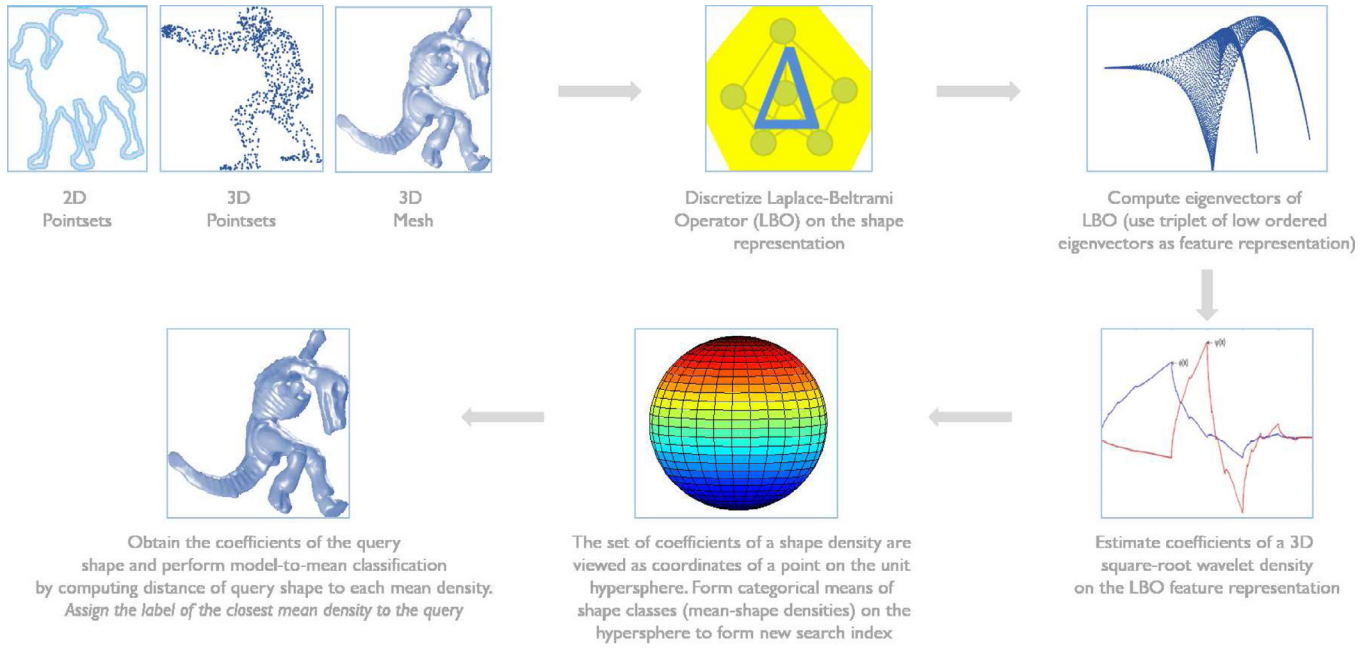 2D
Pointsets
3D
Pointsets
3D
Mesh
Discretize Laplace-Beltrami
Operator (LBO) on the shape
representation
Compute eigenvectors of
LBO (use triplet of low ordered
eigenvectors as feature representation)
Obtain the coefficients of the query
shape and perform model-to-mean classification
by computing distance of query shape to each mean density.
Assign the label of the closest mean density to the query
The set of coefficients of a shape density are
viewed as coordinates of a point on the unit
hypersphere. Form categorical means of
shape classes (mean-shape densities) on the
hypersphere to form new search index
ϕ(x)
ψ(x)
Estimate coefficients of a 3D
square-root wavelet density
on the LBO feature representation